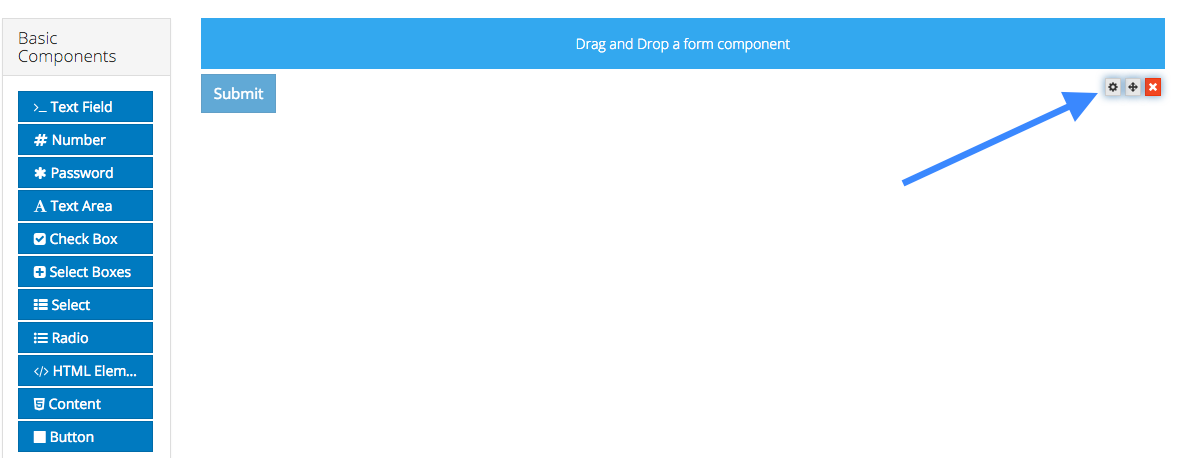 Basic
Components
Drag and Drop a form component
Submit
Text Field
Number
Password
Text Area
Check Box
Select Boxes
Select
Radio
HTML Elem...
Content
Button